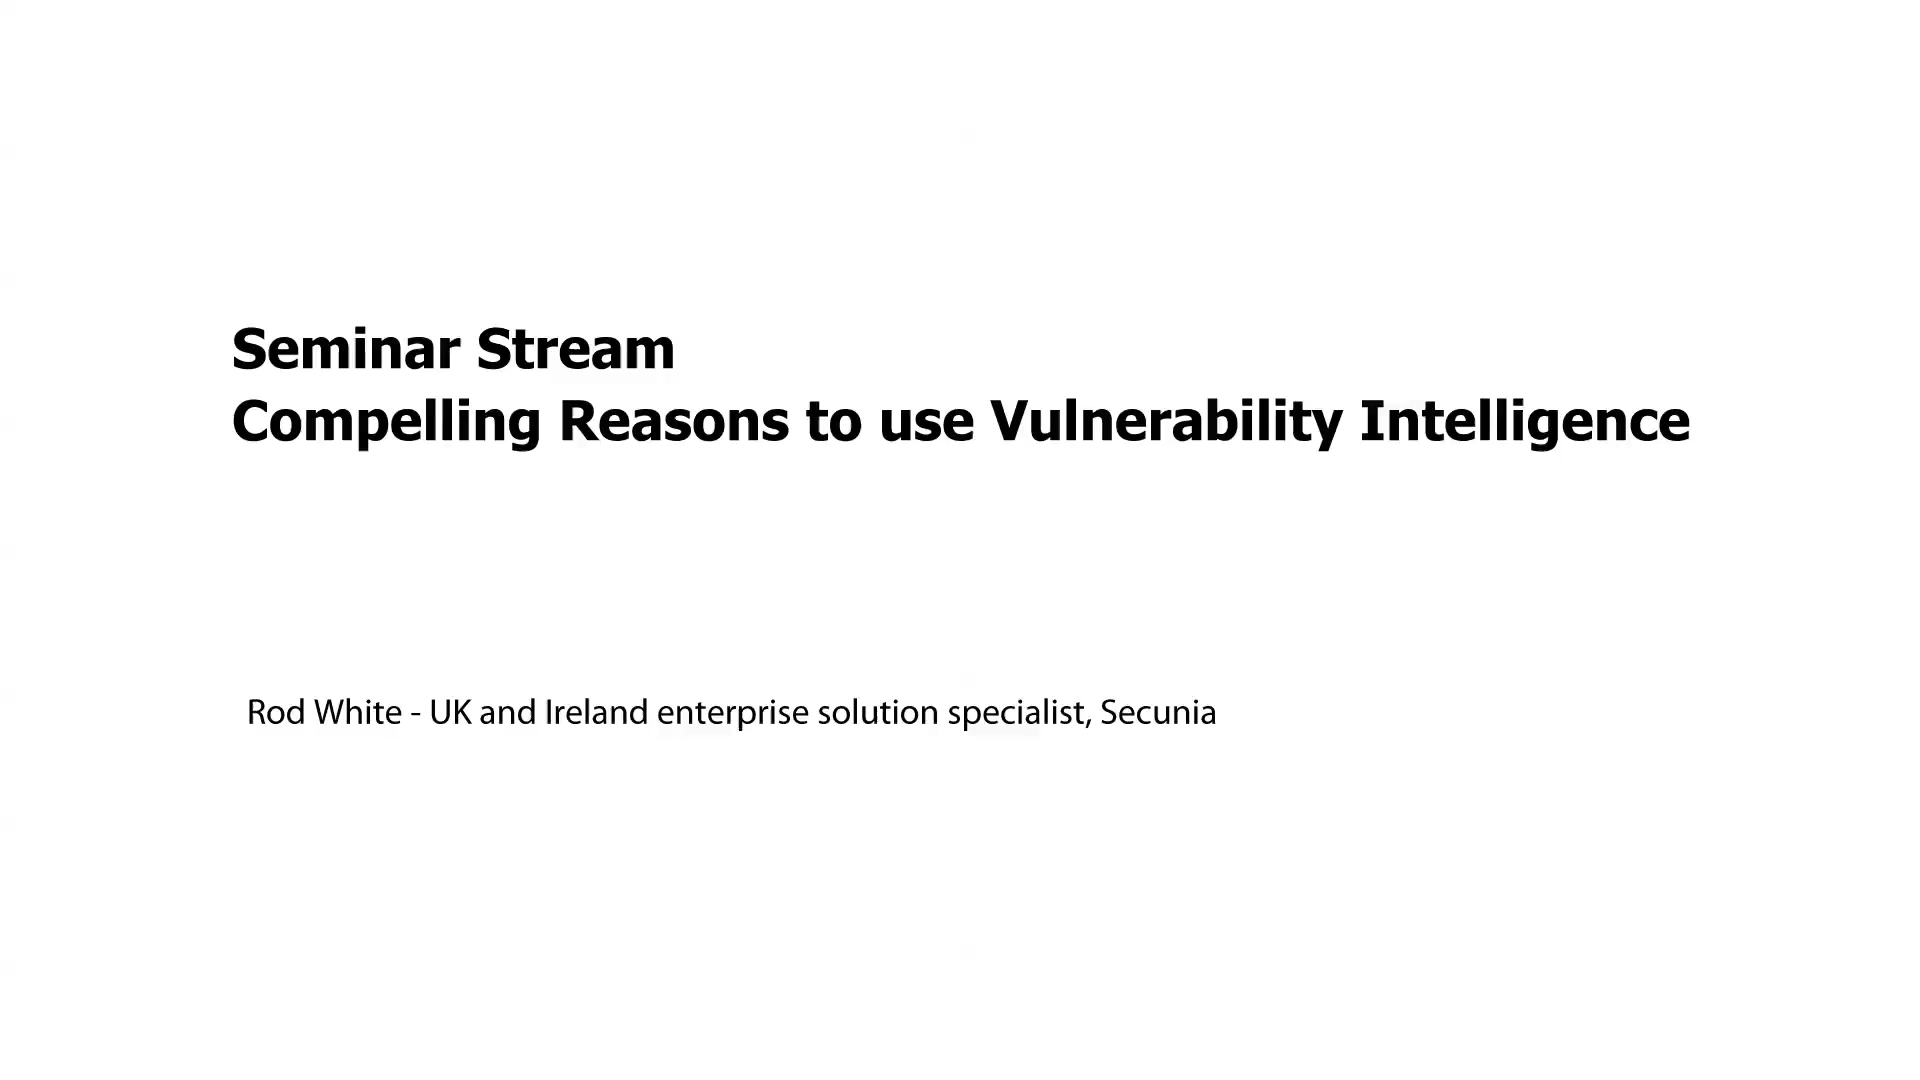 Seminar Stream
Compelling Reasons to use Vulnerability Intelligence
Rod White - UK and Ireland enterprise solution specialist, Secunia